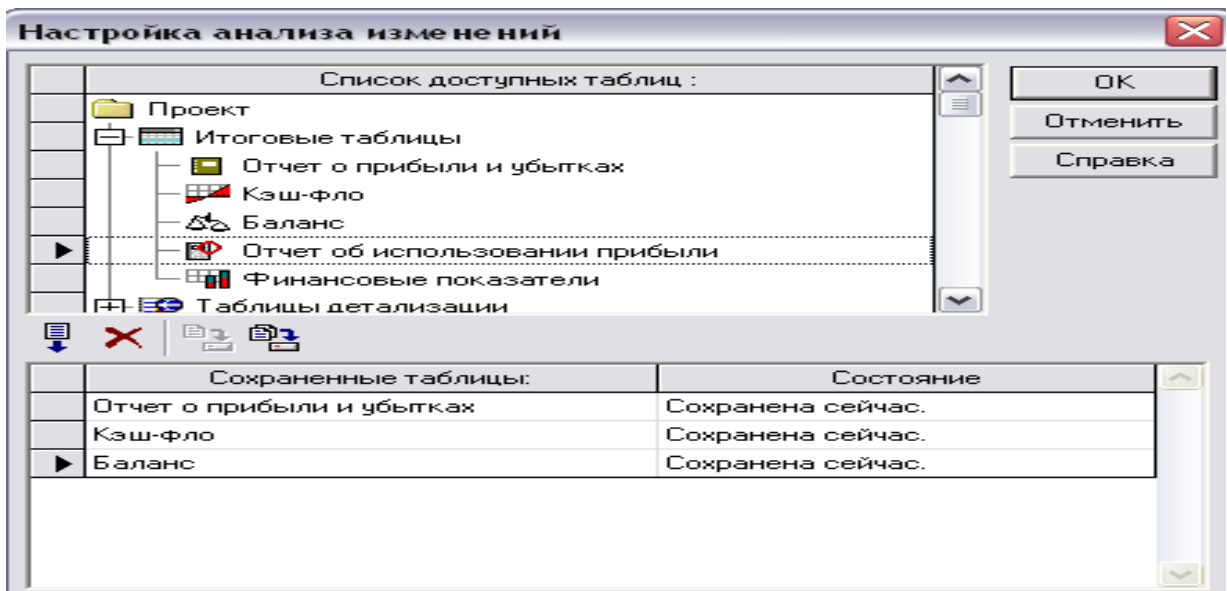 Настройка анализа изменений
Список доступных таблиц :
Проект
Итоговые таблицы
Отчет о прибыли и убытках
Кэш-фло
Баланс
Отчет об использовании прибыли
Финансовые показатели
Таблицы детализации
ОК
Отменить
Справка
Сохраненные таблицы: Состояние
Отчет о прибыли и убытках Сохранена сейчас.
Кэш-фло Сохранена сейчас.
Баланс Сохранена сейчас.